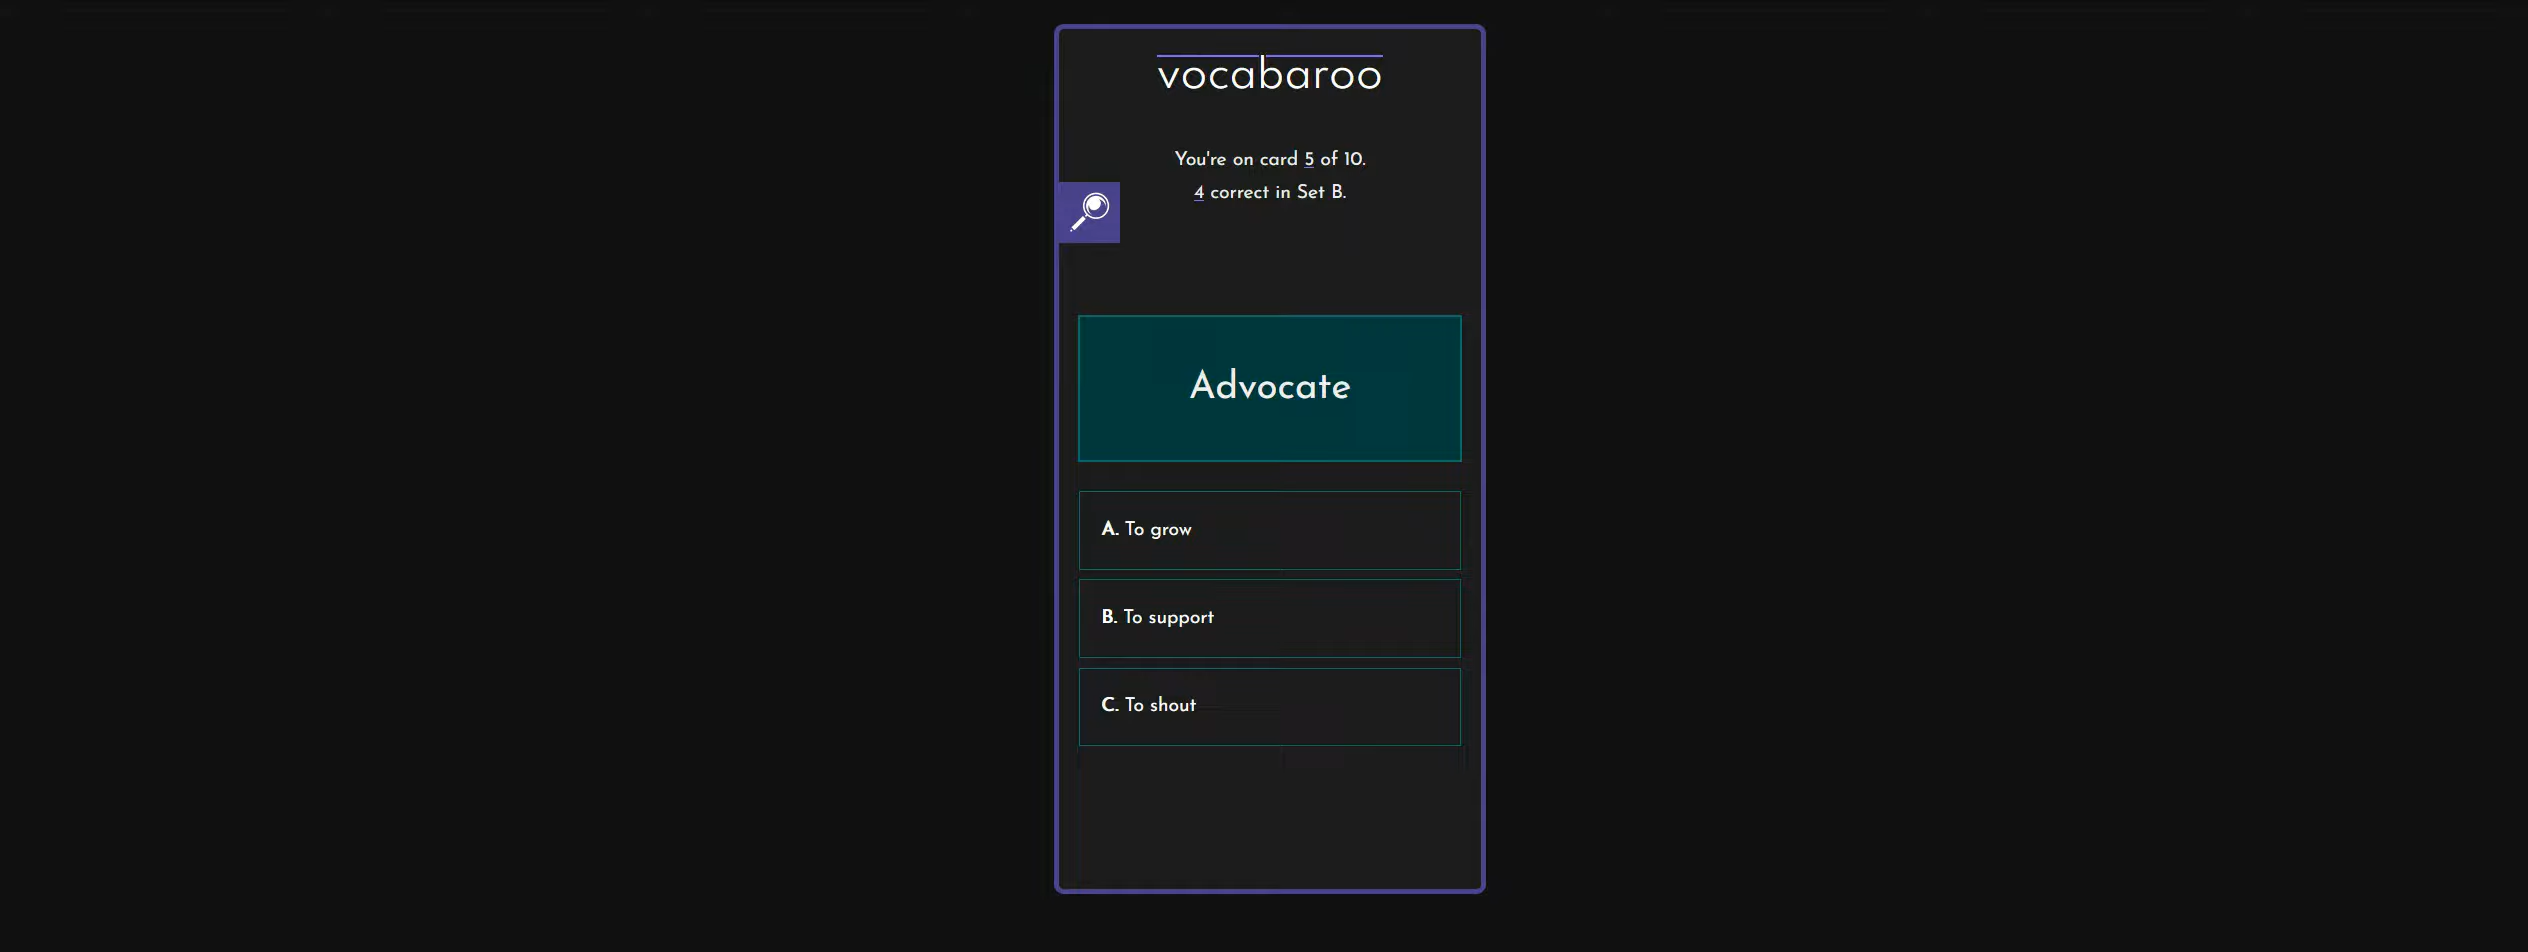 vocabaroo
You're on card 5 of 10.
4 correct in Set B.
Advocate
A. To grow
B. To support
C. To shout